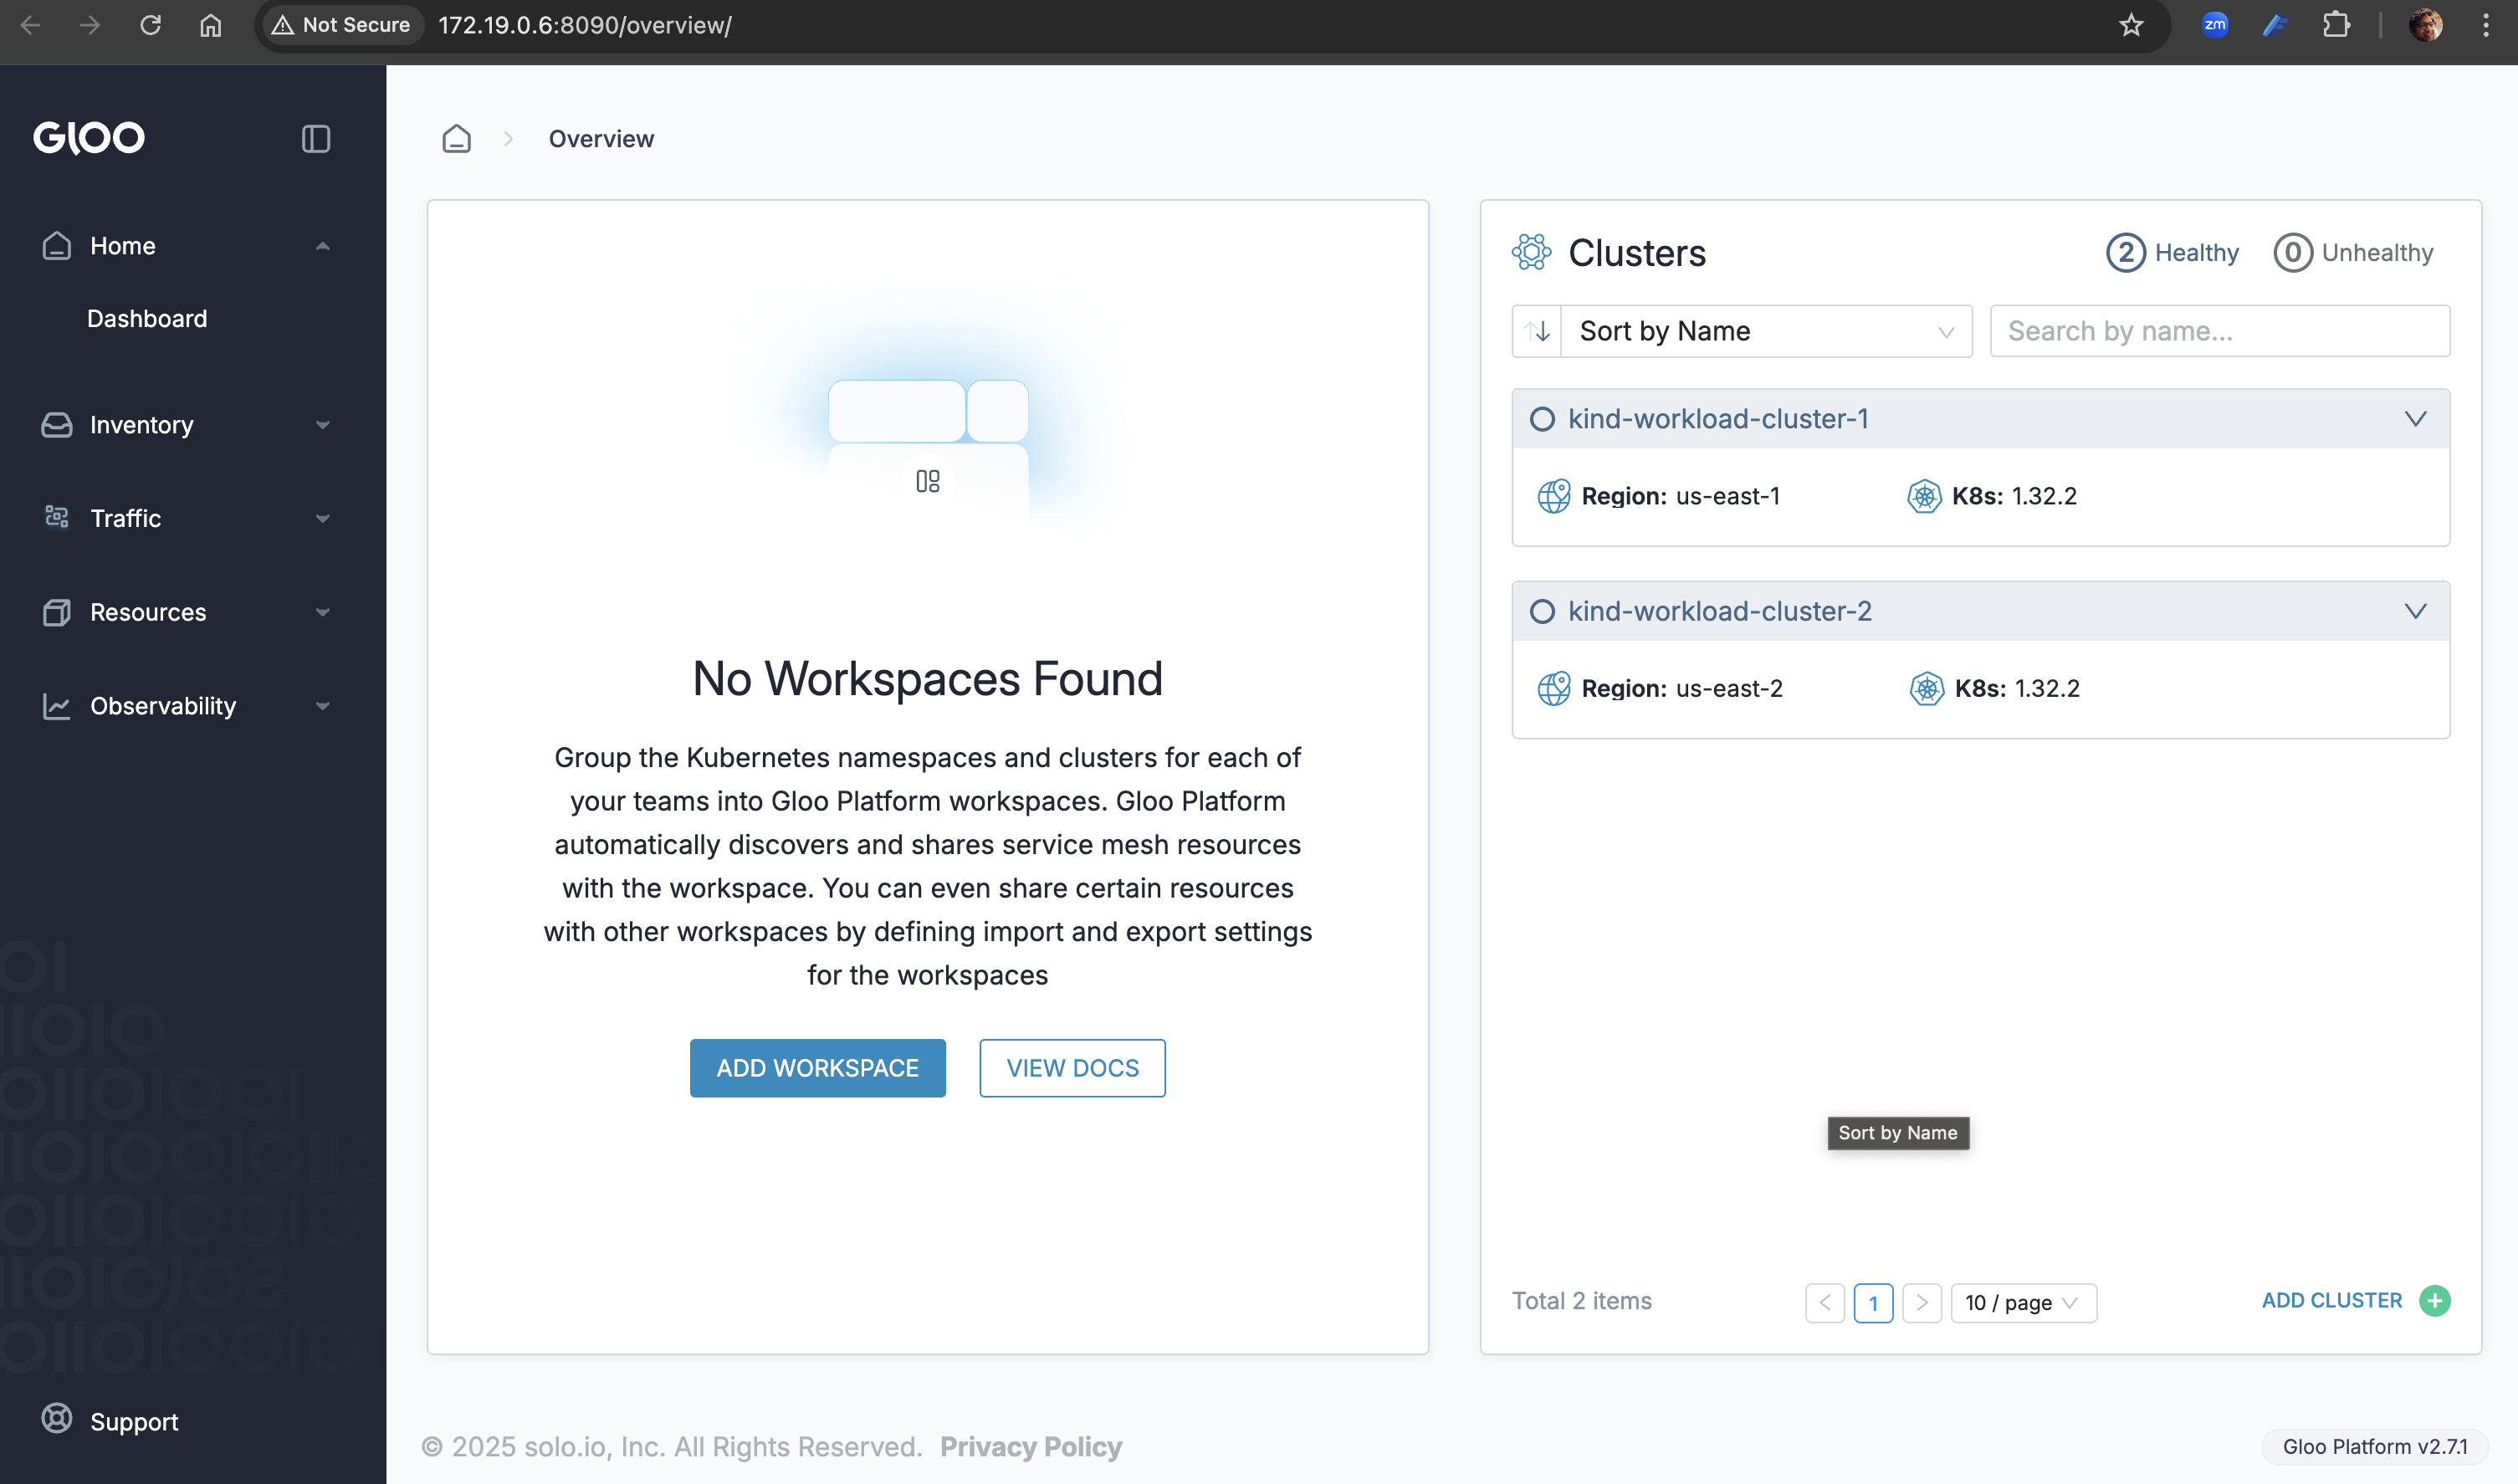 Not Secure 172.19.0.6:8090/overview/
zm
GLOO
Home
Dashboard
Inventory
Traffic
Resources
Observability
Support
Overview
No Workspaces Found
Group the Kubernetes namespaces and clusters for each of
your teams into Gloo Platform workspaces. Gloo Platform
automatically discovers and shares service mesh resources
with the workspace. You can even share certain resources
with other workspaces by defining import and export settings
for the workspaces
ADD WORKSPACE
VIEW DOCS
Clusters
2 Healthy
0 Unhealthy
Sort by Name
Search by name...
kind-workload-cluster-1
Region: us-east-1
K8s: 1.32.2
kind-workload-cluster-2
Region: us-east-2
K8s: 1.32.2
Sort by Name
Total 2 items
1
10 / page
ADD CLUSTER
© 2025 solo.io, Inc. All Rights Reserved. Privacy Policy
Gloo Platform v2.7.1